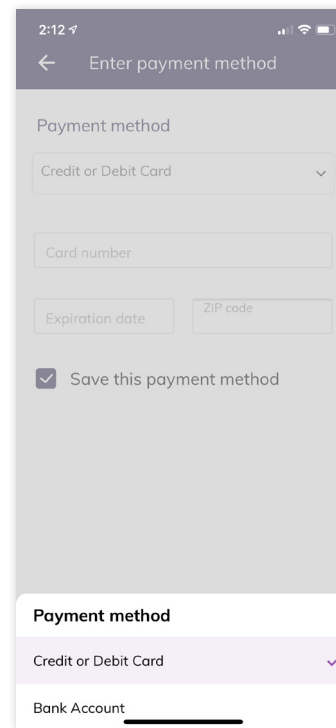 2:12
Enter payment method
Payment method
Credit or Debit Card
Card number
Expiration date
ZIP code
Save this payment method
Payment method
Credit or Debit Card
Bank Account